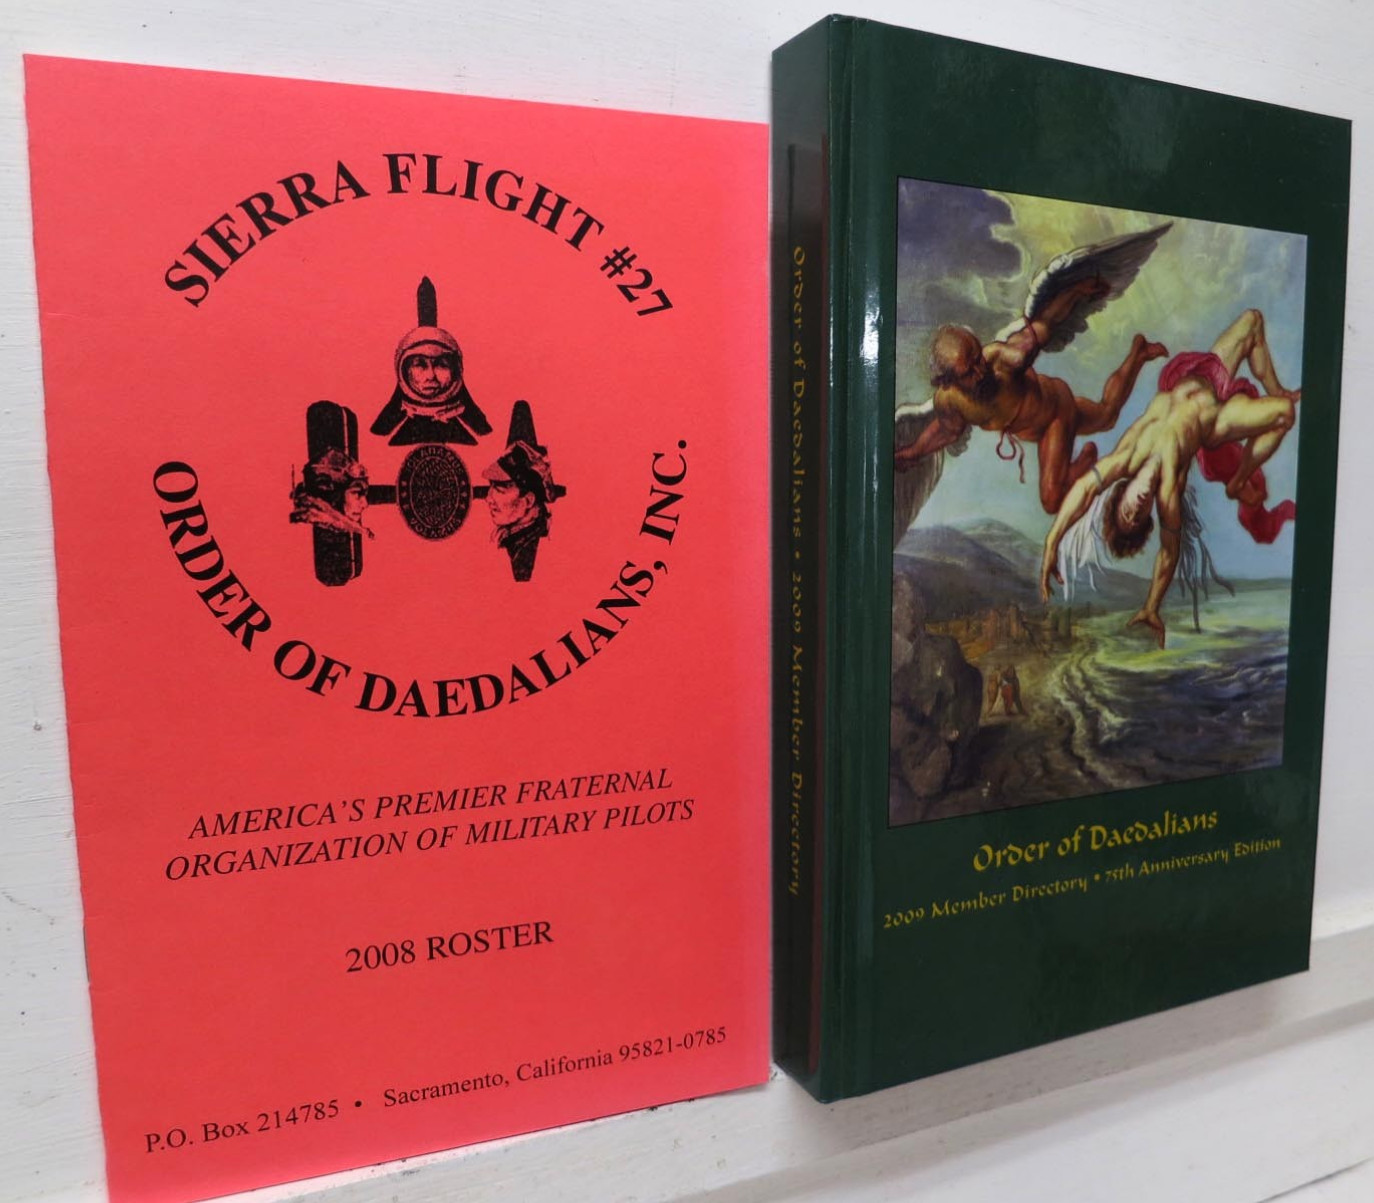 SIERRA FLIGHT #27
ORDER OF DAEDALIANS, INC.
AMERICA'S PREMIER FRATERNAL
ORGANIZATION OF MILITARY PILOTS
2008 ROSTER
P.O. Box 214785 • Sacramento, California 95821-0785
Order of Daedalians • 2009 Member Directory
Order of Daedalians
2009 Member Directory • 75th Anniversary Edition